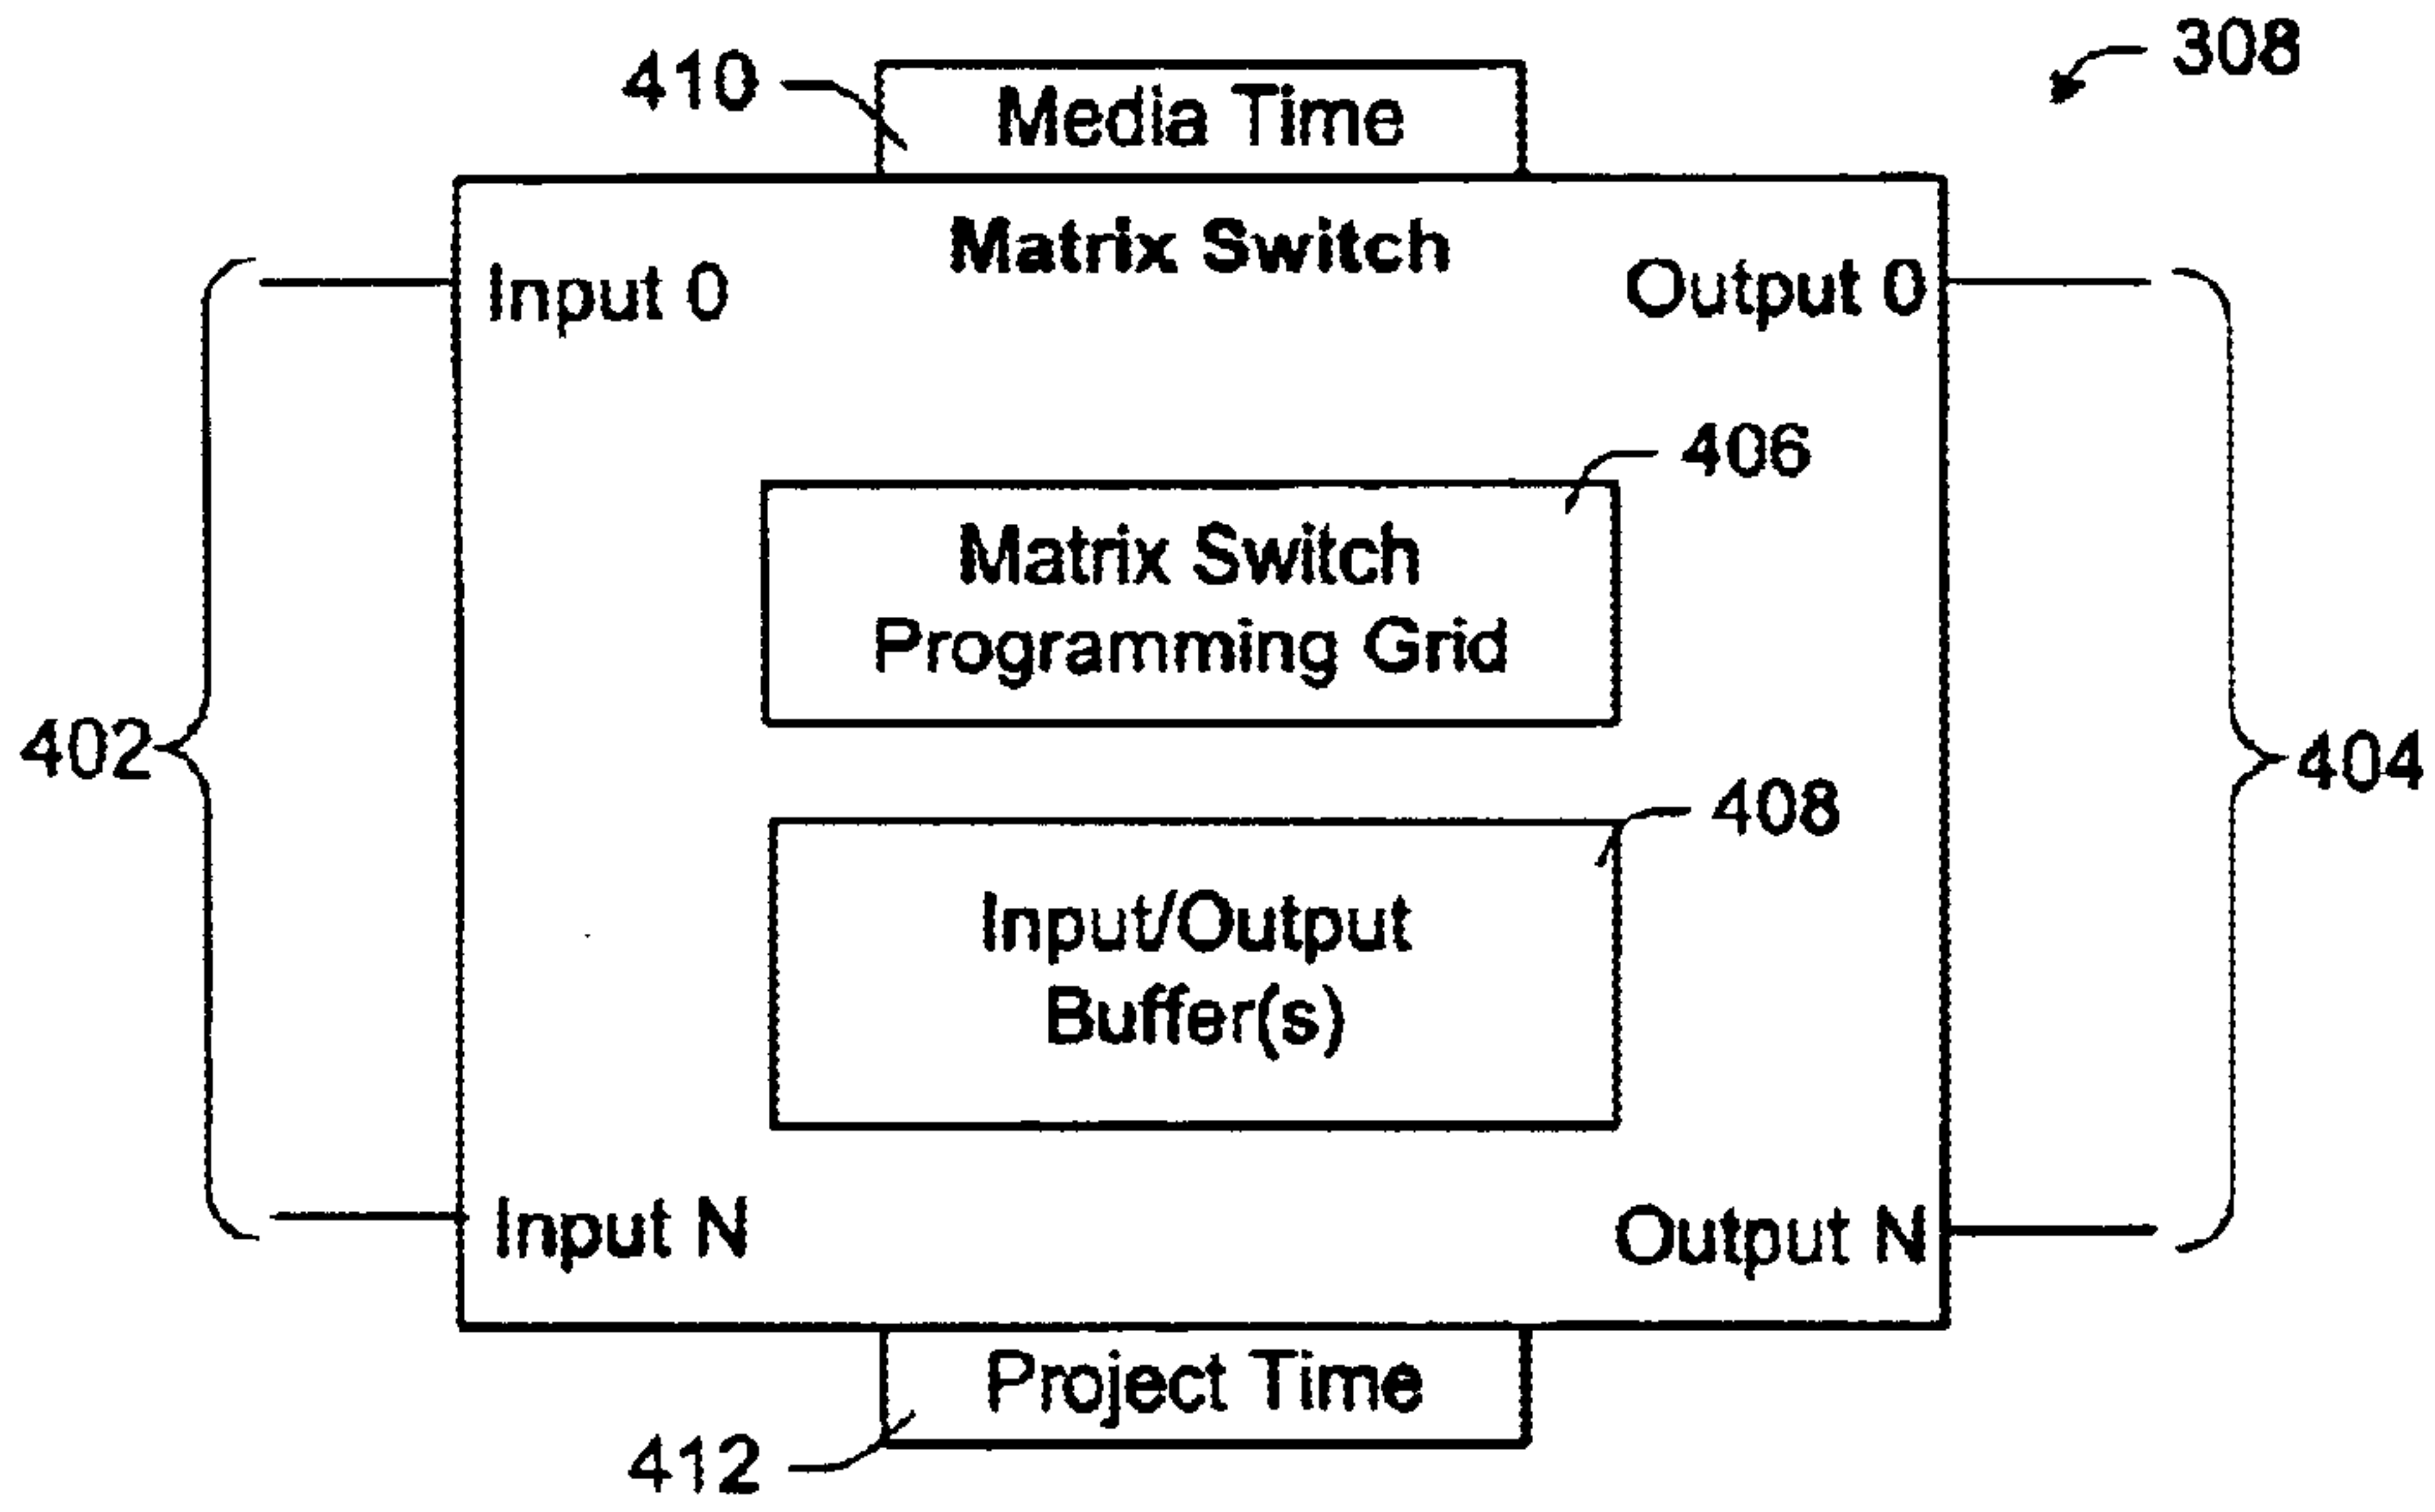 308
410
Media Time
Matrix Switch
Input 0
Output 0
406
Matrix Switch
Programming Grid
402
404
408
Input/Output
Buffer(s)
Input N
Output N
Project Time
412